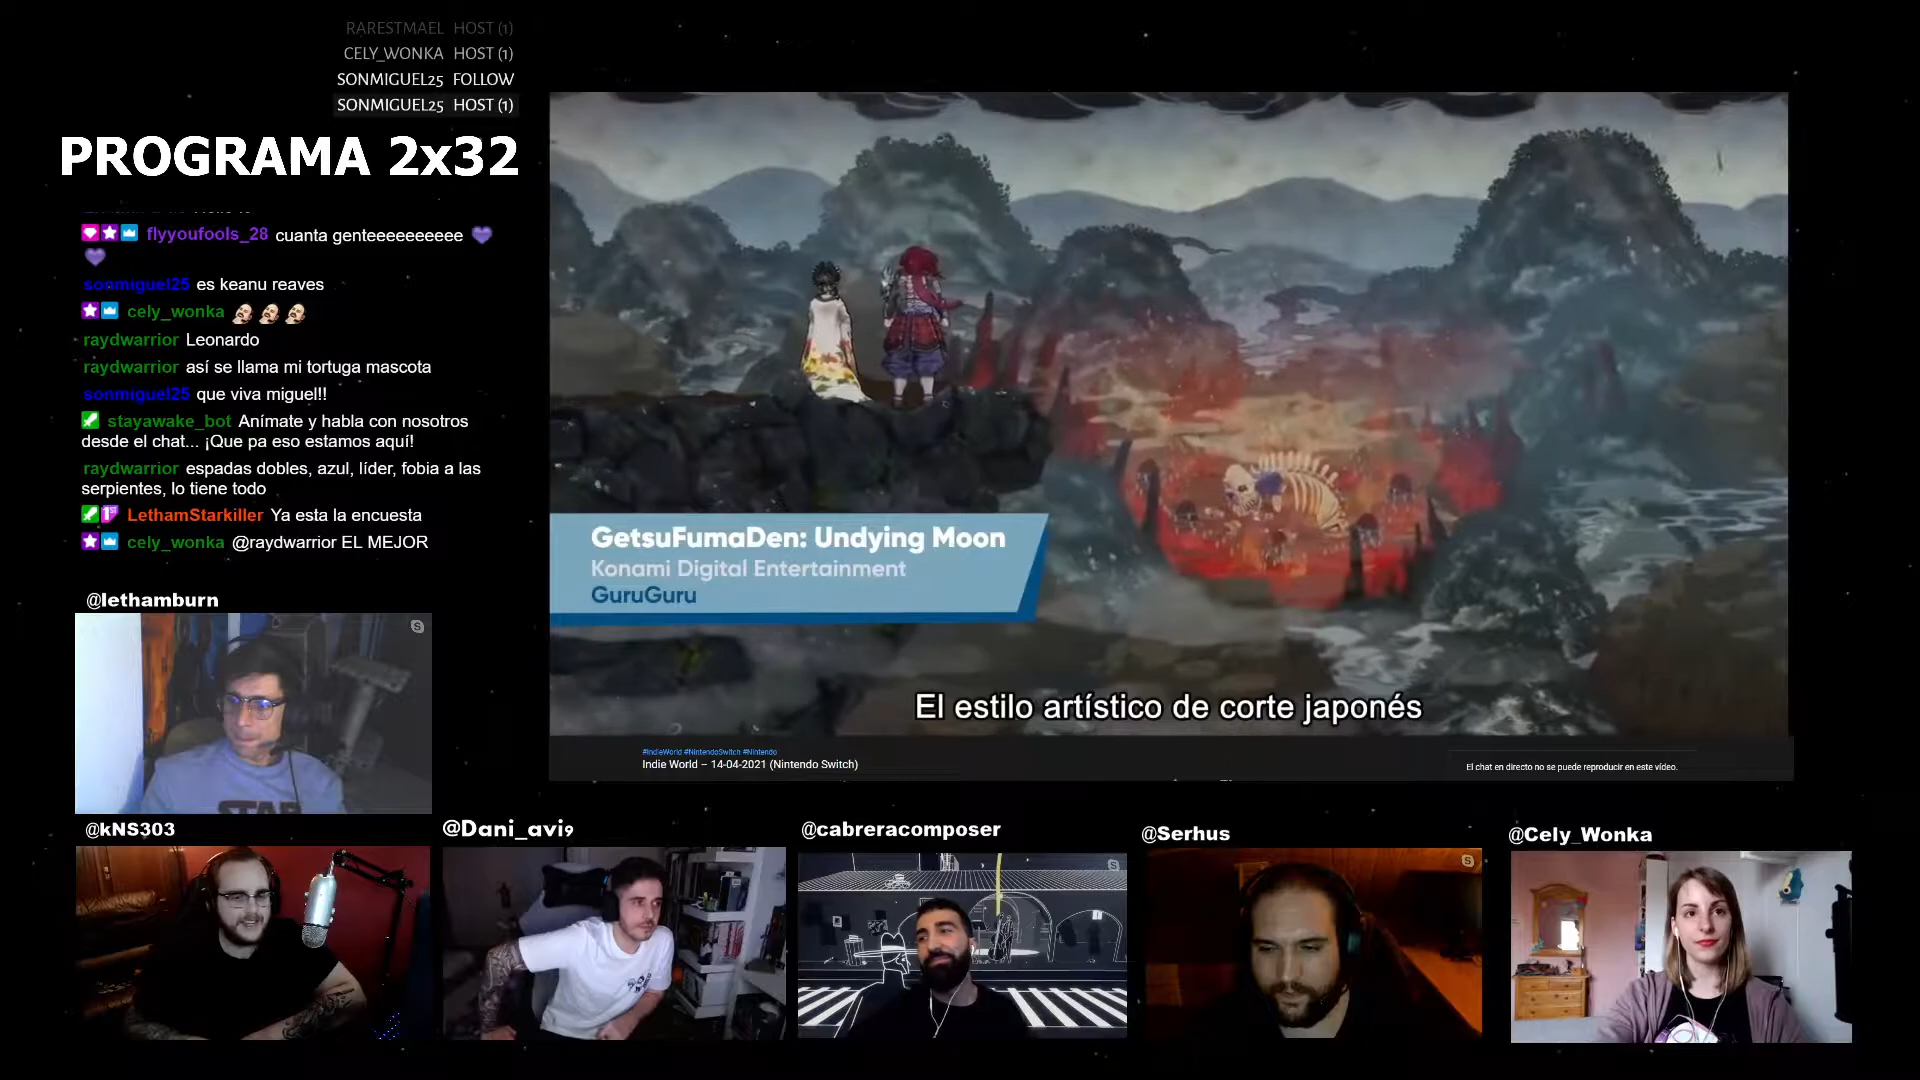 RARESTMAEL HOST (1)
CELY_WONKA HOST (1)
SONMIGUEL25 FOLLOW
SONMIGUEL25 HOST (1)
PROGRAMA 2x32
flyyoufools_28 cuanta genteeeeeeeeee
sonmiguel25 es keanu reaves
cely_wonka
raydwarrior Leonardo
raydwarrior así se llama mi tortuga mascota
sonmiguel25 que viva miguel!!
stayawake_bot Anímate y habla con nosotros
desde el chat... ¡Que pa eso estamos aquí!
raydwarrior espadas dobles, azul, líder, fobia a las
serpientes, lo tiene todo
1ST LethamStarkiller Ya esta la encuesta
cely_wonka @raydwarrior EL MEJOR
GetsuFumaDen: Undying Moon
Konami Digital Entertainment
GuruGuru
El estilo artístico de corte japonés
#IndieWorld #NintendoSwitch #Nintendo
Indie World – 14-04-2021 (Nintendo Switch)
El chat en directo no se puede reproducir en este vídeo.
@lethamburn
STAR
@kNS303
@Dani_avi9
@cabreracomposer
@Serhus
@Cely_Wonka